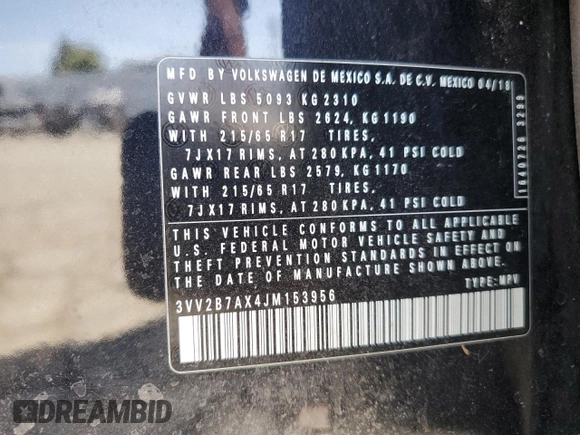 MFD BY VOLKSWAGEN DE MEXICO S.A. DE C.V. MEXICO 04/18
GVWR LBS 5093 KG 2310
GAWR FRONT LBS 2624, KG 1190
WITH 215/65 R17 TIRES,
7JX17 RIMS, AT 280 KPA, 41 PSI COLD
GAWR REAR LBS 2579, KG 1170
WITH 215/65 R17 TIRES,
7JX17 RIMS, AT 280 KPA, 41 PSI COLD
THIS VEHICLE CONFORMS TO ALL APPLICABLE
U.S. FEDERAL MOTOR VEHICLE SAFETY AND
THEFT PREVENTION STANDARDS IN EFFECT ON
THE DATE OF MANUFACTURE SHOWN ABOVE.
3VV2B7AX4JM153956 TYPE:MPV
1640726 3299
DREAMBID